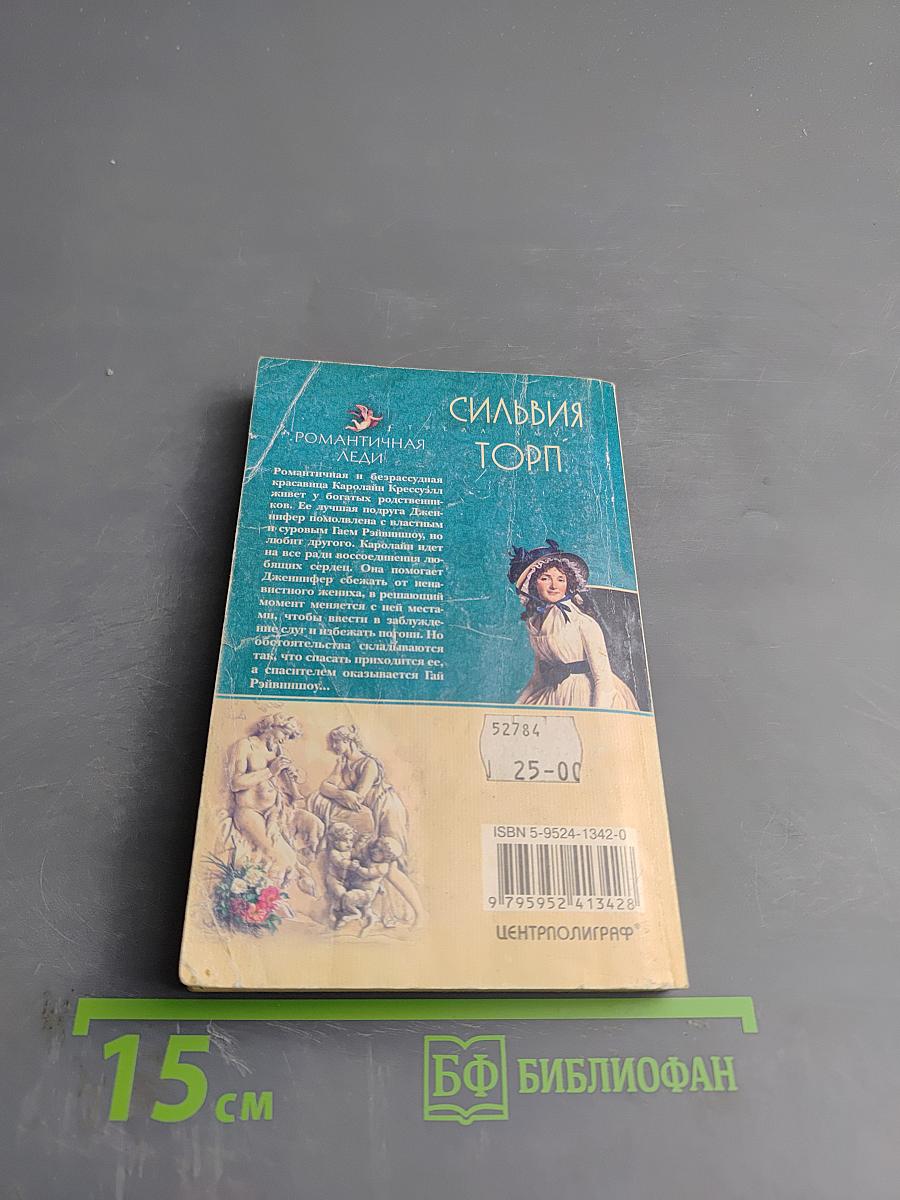 РОМАНТИЧНАЯ
ЛЕДИ
СИЛЬВИЯ
ТОРП
Романтичная и безрассудная
красавица Каролайн Крессуэлл
живет у богатых родственни-
ков. Ее лучшая подруга Джен-
нифер помолвлена с властным
и суровым Гаем Рэйвиншоу, но
любит другого. Каролайн идет
на все ради воссоединения лю-
бящих сердец. Она помогает
Дженнифер сбежать от нена-
вистного жениха, в решающий
момент меняется с ней места-
ми, чтобы ввести в заблужде-
ние слуг и избежать погони. Но
обстоятельства складываются
так, что спасать приходится ее,
а спасителем оказывается Гай
Рэйвиншоу...
52784
25-00
ISBN 5-9524-1342-0
9 795952 413428
ЦЕНТРПОЛИГРАФ®
15 см
БФ БИБЛИОФАН